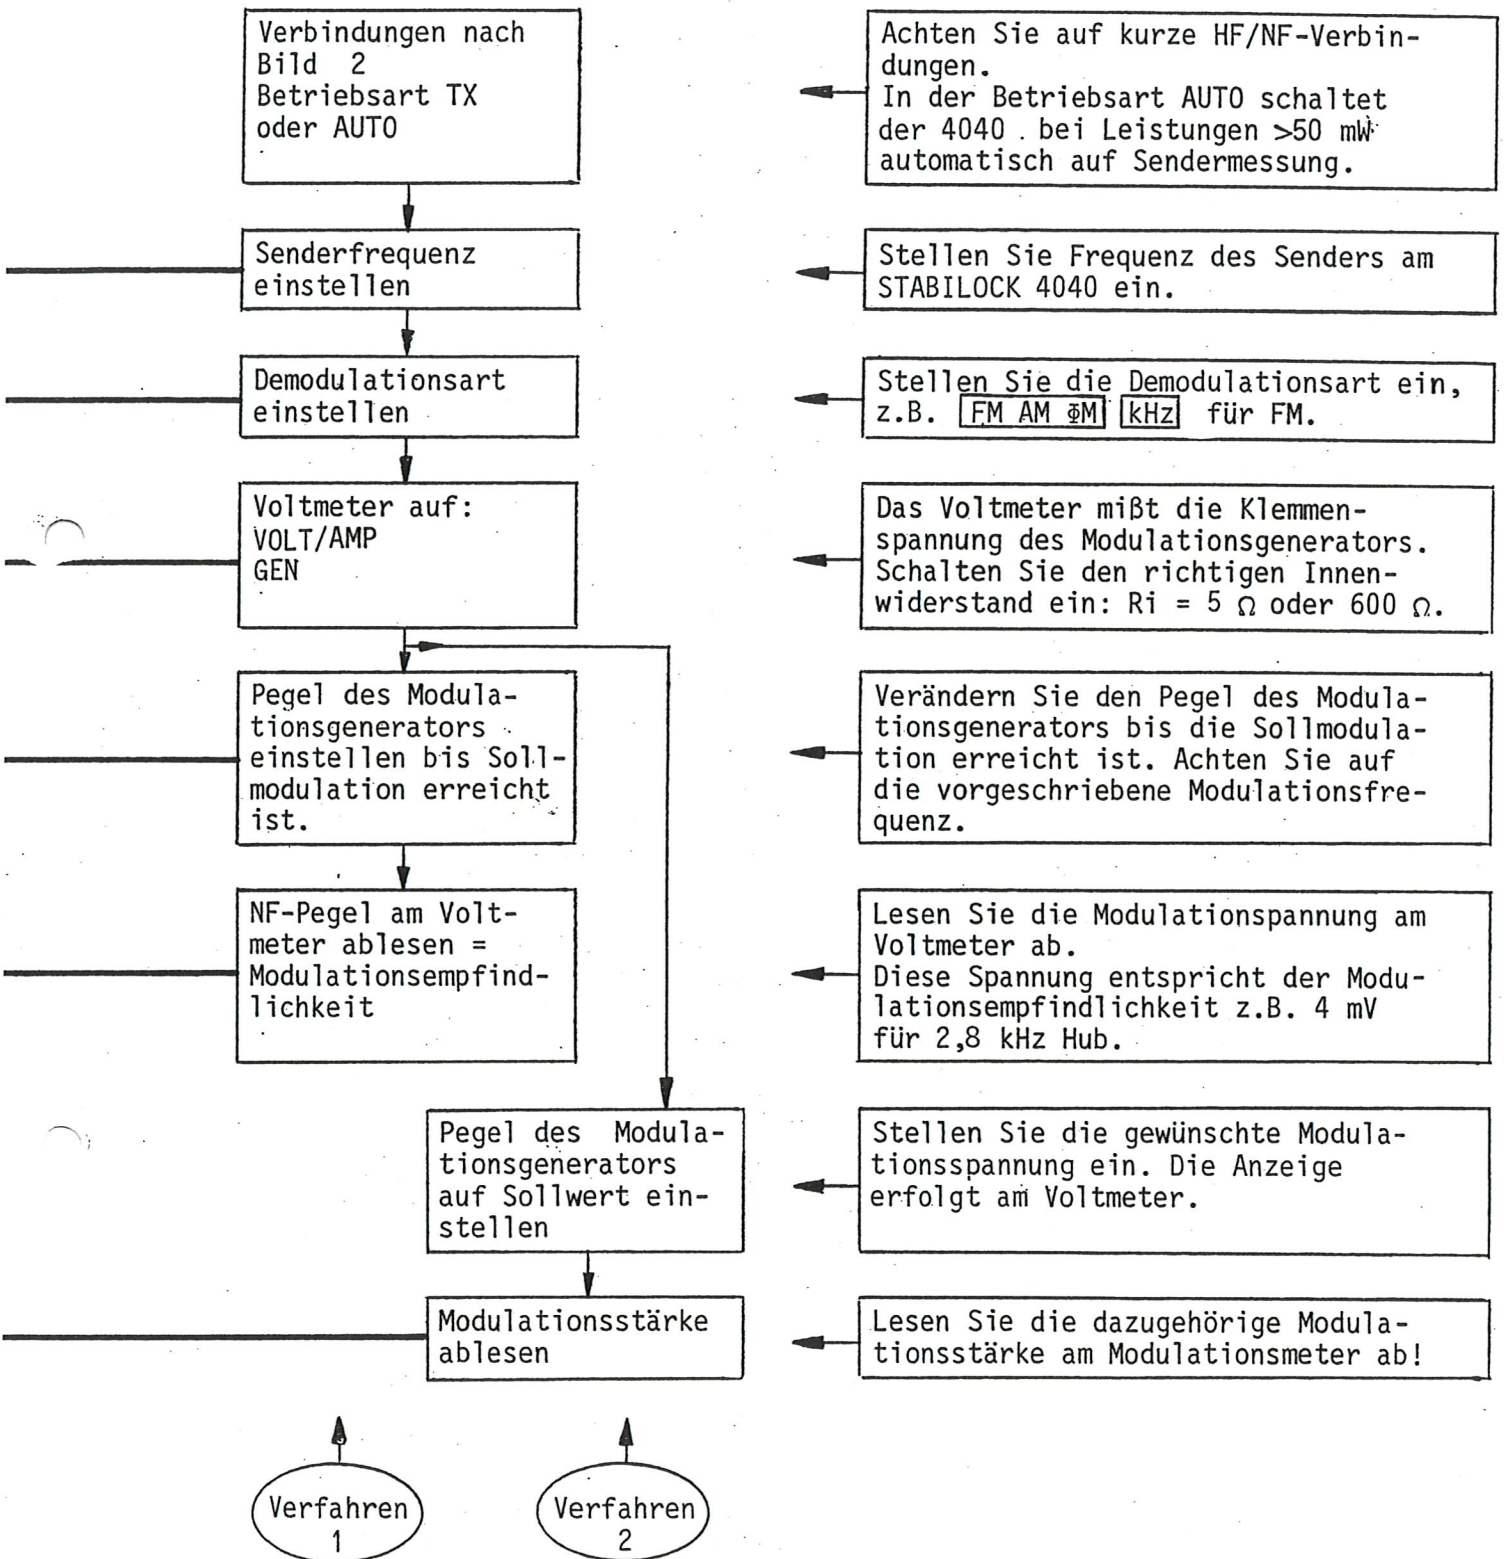 Verbindungen nach
Bild 2
Betriebsart TX
oder AUTO
Achten Sie auf kurze HF/NF-Verbin-
dungen.
In der Betriebsart AUTO schaltet
der 4040 . bei Leistungen >50 mW
automatisch auf Sendermessung.
Senderfrequenz
einstellen
Stellen Sie Frequenz des Senders am
STABILOCK 4040 ein.
Demodulationsart
einstellen
Stellen Sie die Demodulationsart ein,
z.B. FM AM ΦM kHz für FM.
Voltmeter auf:
VOLT/AMP
GEN
Das Voltmeter mißt die Klemmen-
spannung des Modulationsgenerators.
Schalten Sie den richtigen Innen-
widerstand ein: Ri = 5 Ω oder 600 Ω.
Pegel des Modula-
tionsgenerators
einstellen bis Soll-
modulation erreicht
ist.
Verändern Sie den Pegel des Modula-
tionsgenerators bis die Sollmodula-
tion erreicht ist. Achten Sie auf
die vorgeschriebene Modulationsfre-
quenz.
NF-Pegel am Volt-
meter ablesen =
Modulationsempfind-
lichkeit
Lesen Sie die Modulationspannung am
Voltmeter ab.
Diese Spannung entspricht der Modu-
lationsempfindlichkeit z.B. 4 mV
für 2,8 kHz Hub.
Pegel des Modula-
tionsgenerators
auf Sollwert ein-
stellen
Stellen Sie die gewünschte Modula-
tionsspannung ein. Die Anzeige
erfolgt am Voltmeter.
Modulationsstärke
ablesen
Lesen Sie die dazugehörige Modula-
tionsstärke am Modulationsmeter ab!
Verfahren
1
Verfahren
2